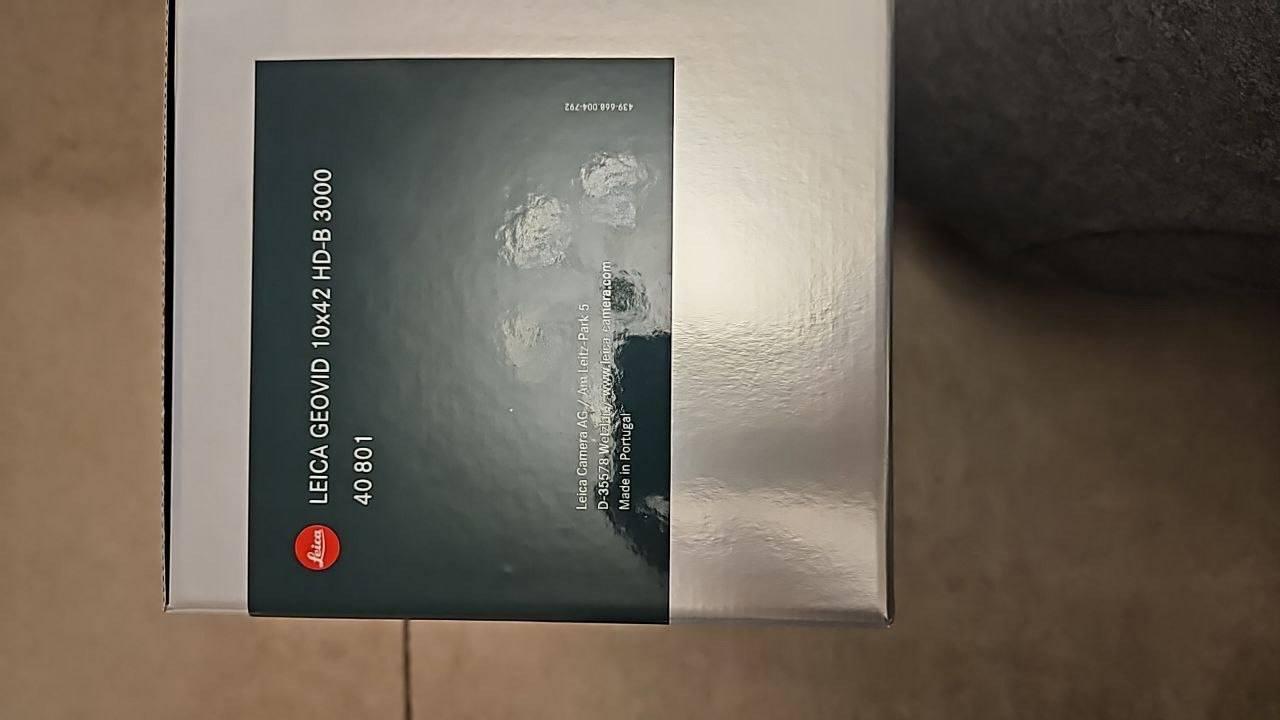 Leica
LEICA GEOVID 10x42 HD-B 3000
40 801
Leica Camera AG / Am Leitz-Park 5
D-35578 Wetzlar / www.leica-camera.com
Made in Portugal
439-668.004-792